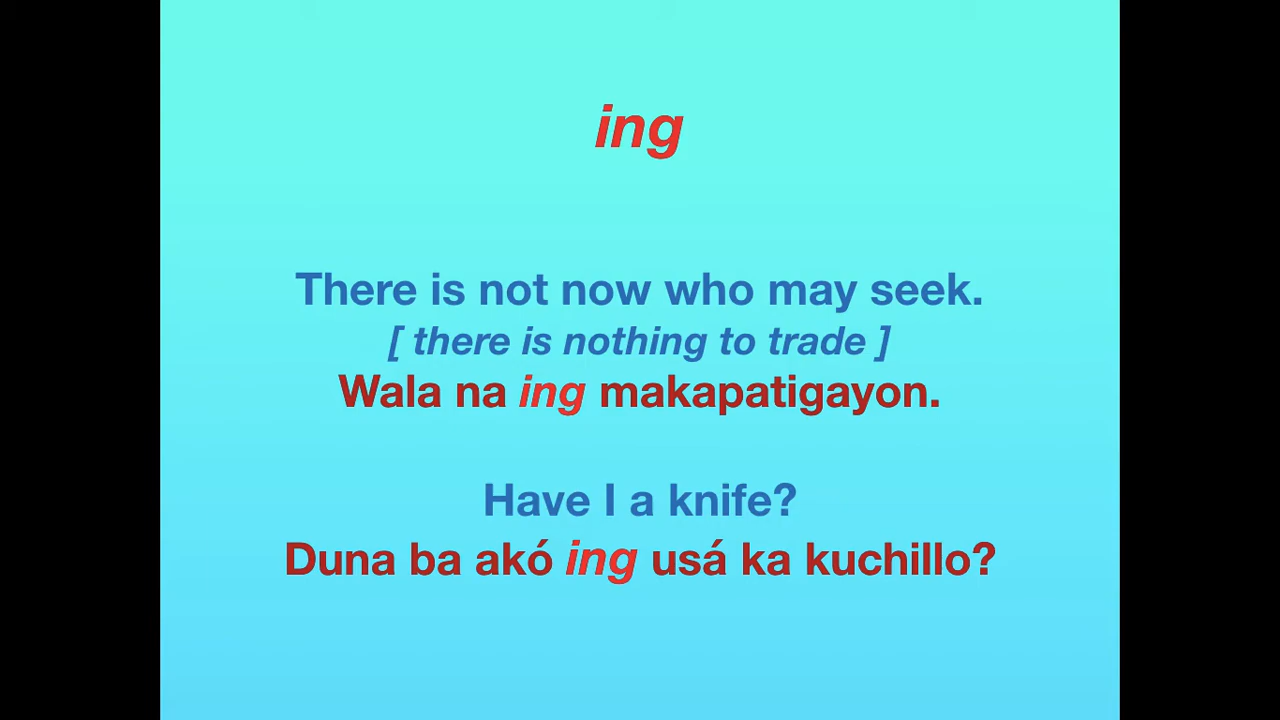 ing
There is not now who may seek.
[ there is nothing to trade ]
Wala na ing makapatigayon.
Have I a knife?
Duna ba akó ing usá ka kuchillo?